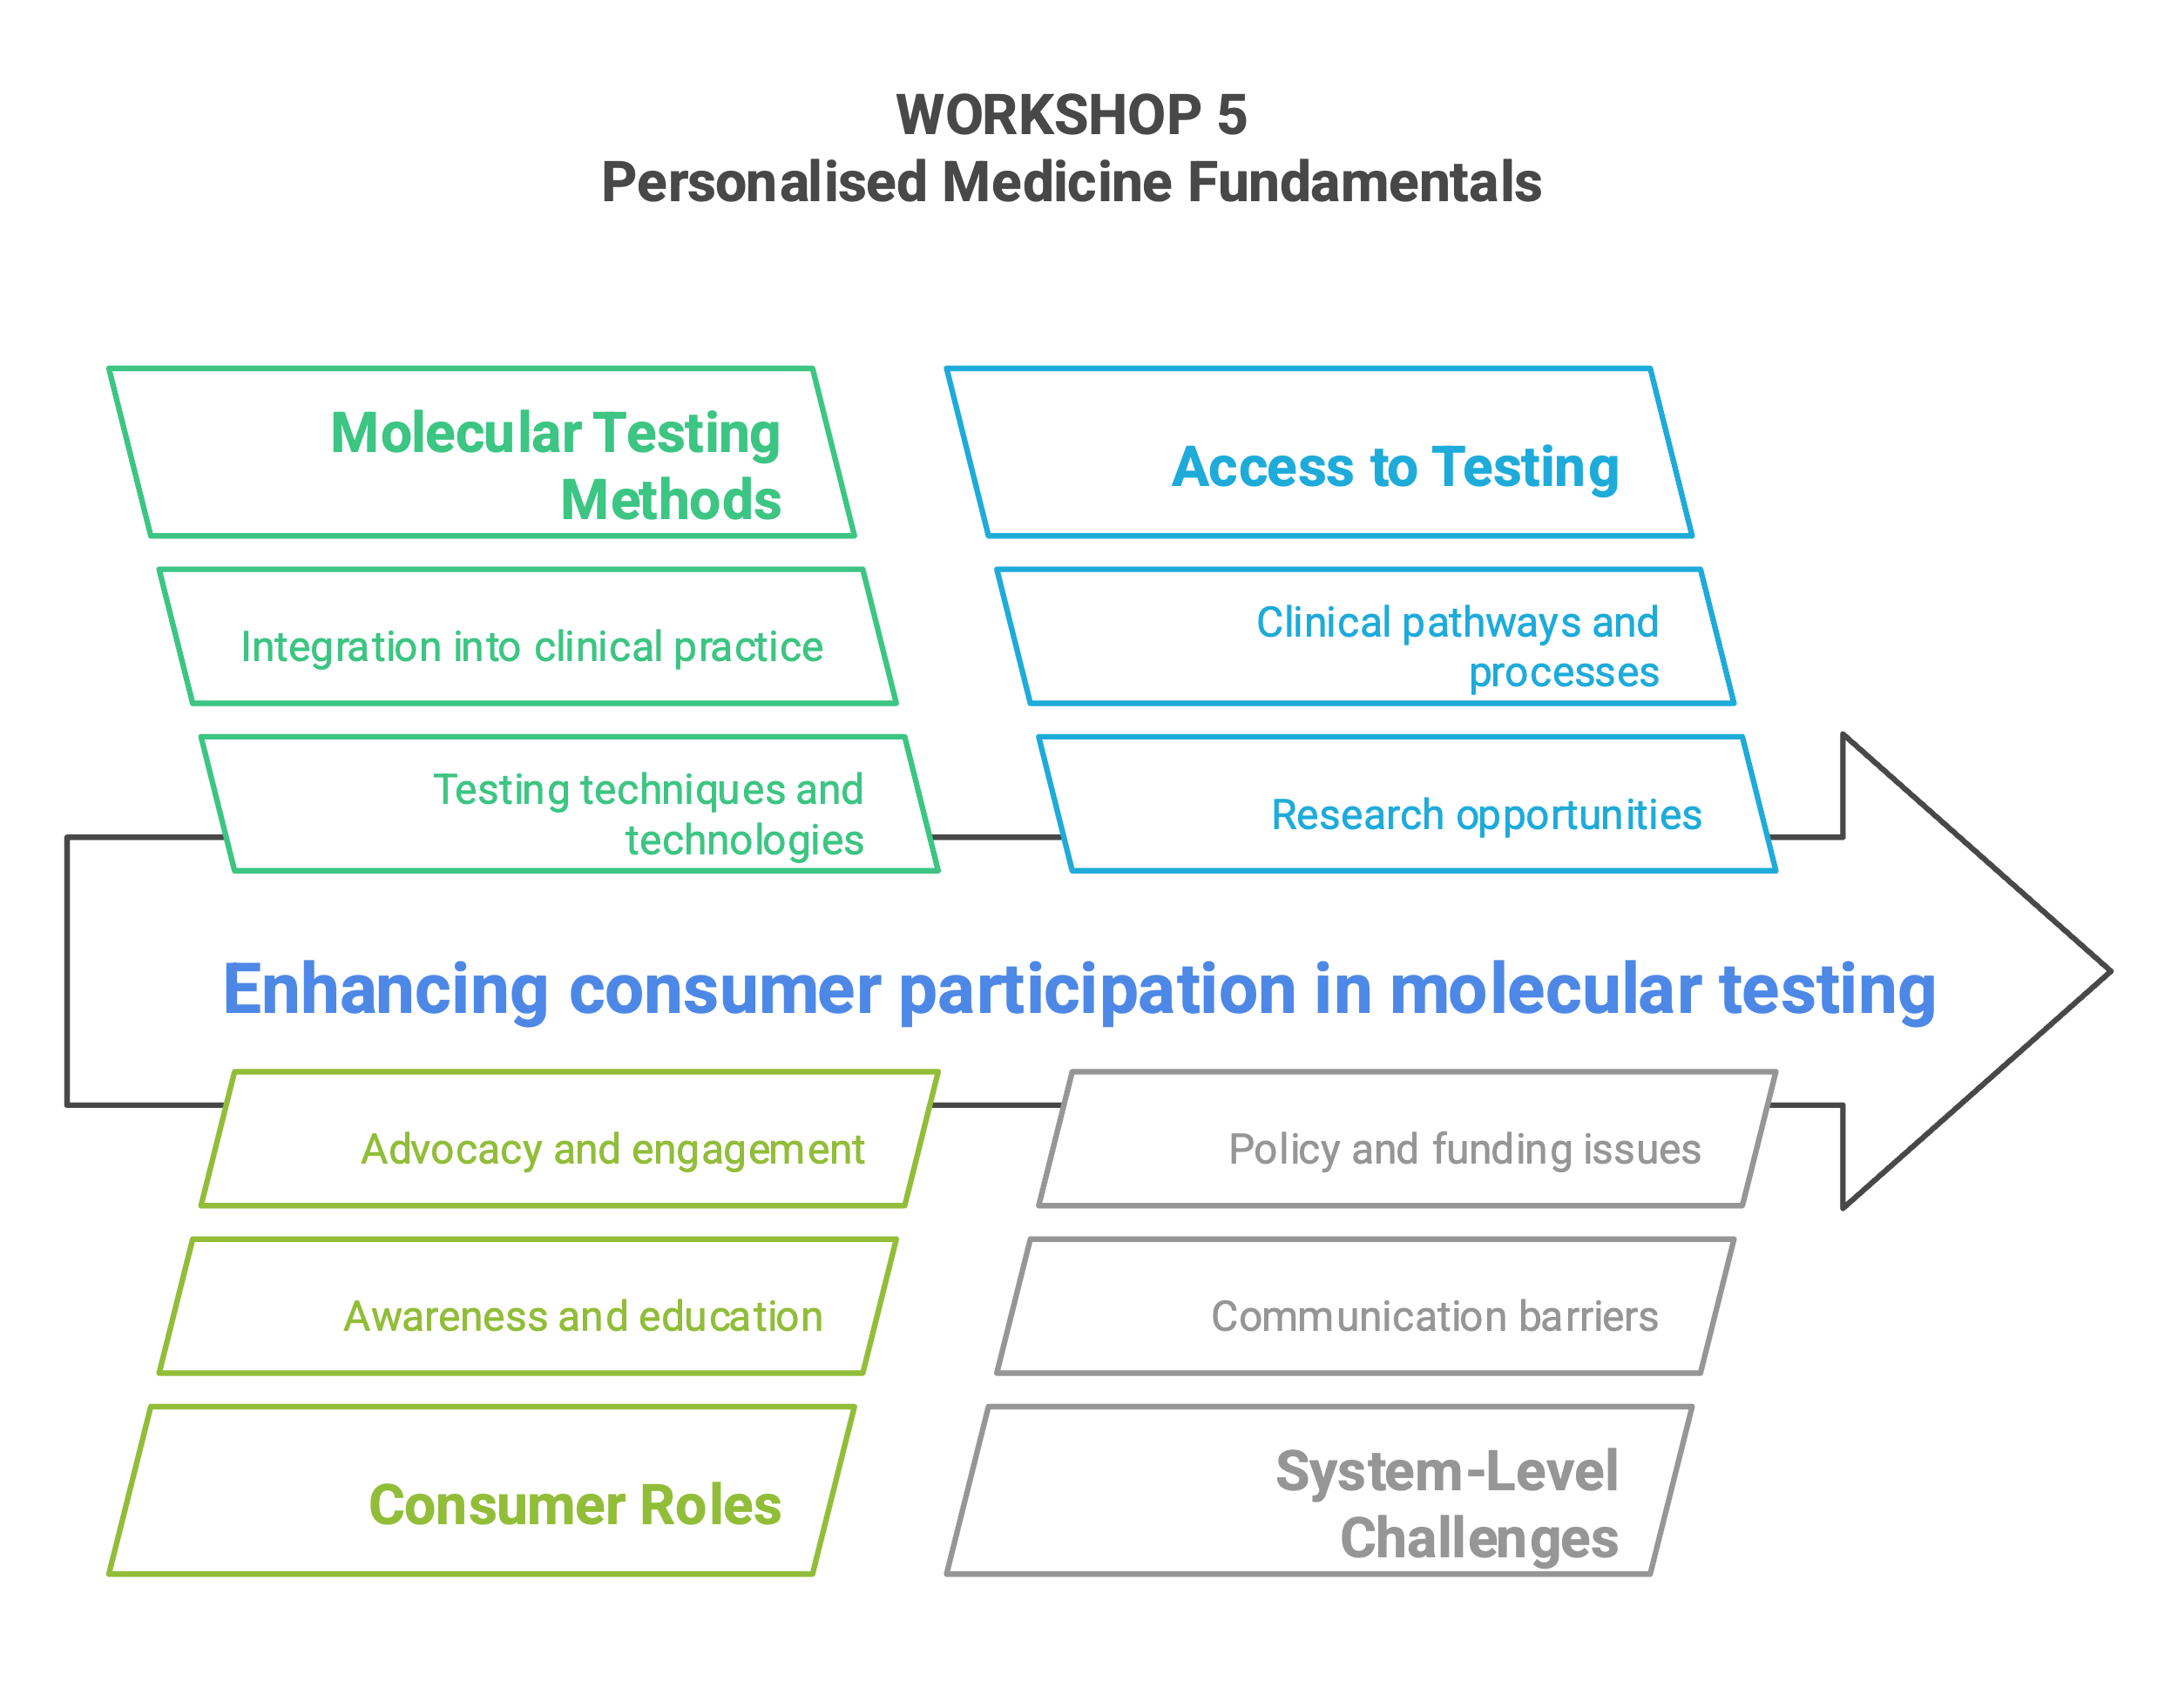 WORKSHOP 5
Personalised Medicine Fundamentals
Molecular Testing
Methods
Integration into clinical practice
Testing techniques and
technologies
Access to Testing
Clinical pathways and
processes
Research opportunities
Enhancing consumer participation in molecular testing
Advocacy and engagement
Awareness and education
Consumer Roles
Policy and funding issues
Communication barriers
System-Level
Challenges